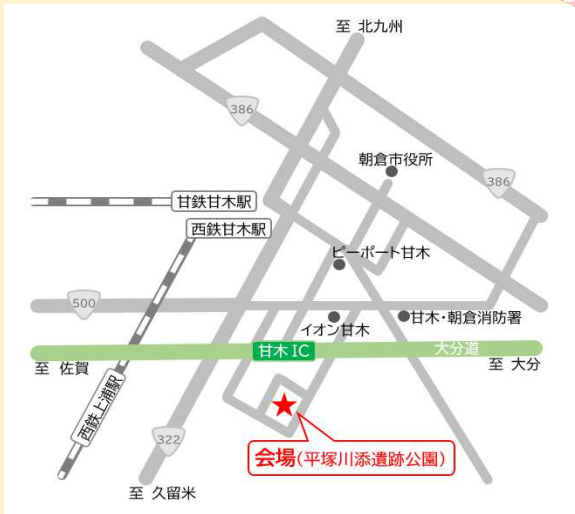 至 北九州
386
朝倉市役所
386
甘鉄甘木駅
西鉄甘木駅
ピーポート甘木
500
イオン甘木
甘木・朝倉消防署
甘木 IC
大分道
至 佐賀
至 大分
西鉄上浦駅
322
会場(平塚川添遺跡公園)
至 久留米